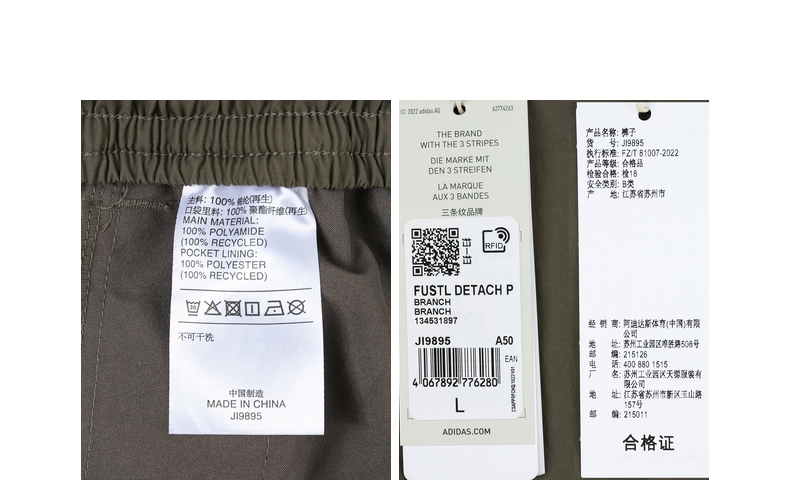 主料: 100% 锦纶(再生)
口袋里料: 100% 聚酯纤维(再生)
MAIN MATERIAL:
100% POLYAMIDE
(100% RECYCLED)
POCKET LINING:
100% POLYESTER
(100% RECYCLED)
不可干洗
中国制造
MADE IN CHINA
JI9895
© 2022 adidas AG
62774263
THE BRAND
WITH THE 3 STRIPES
DIE MARKE MIT
DEN 3 STREIFEN
LA MARQUE
AUX 3 BANDES
三条纹品牌
RFID
FUSTL DETACH P
BRANCH
BRANCH
134531897
JI9895 A50
EAN
4 067892 776280
L
ADIDAS.COM
产品名称: 裤子
货 号: JI9895
执行标准: FZ/T 81007-2022
产品等级: 合格品
检验合格: 检18
安全类别: B类
产 地: 江苏省苏州市
经 销 商: 阿迪达斯体育(中国)有限
公司
地 址: 苏州工业园区唯胜路508号
邮 编: 215126
电 话: 400 880 1515
厂 名: 苏州工业园区天源服装有
限公司
地 址: 江苏省苏州市新区玉山路
157号
邮 编: 215011
合格证